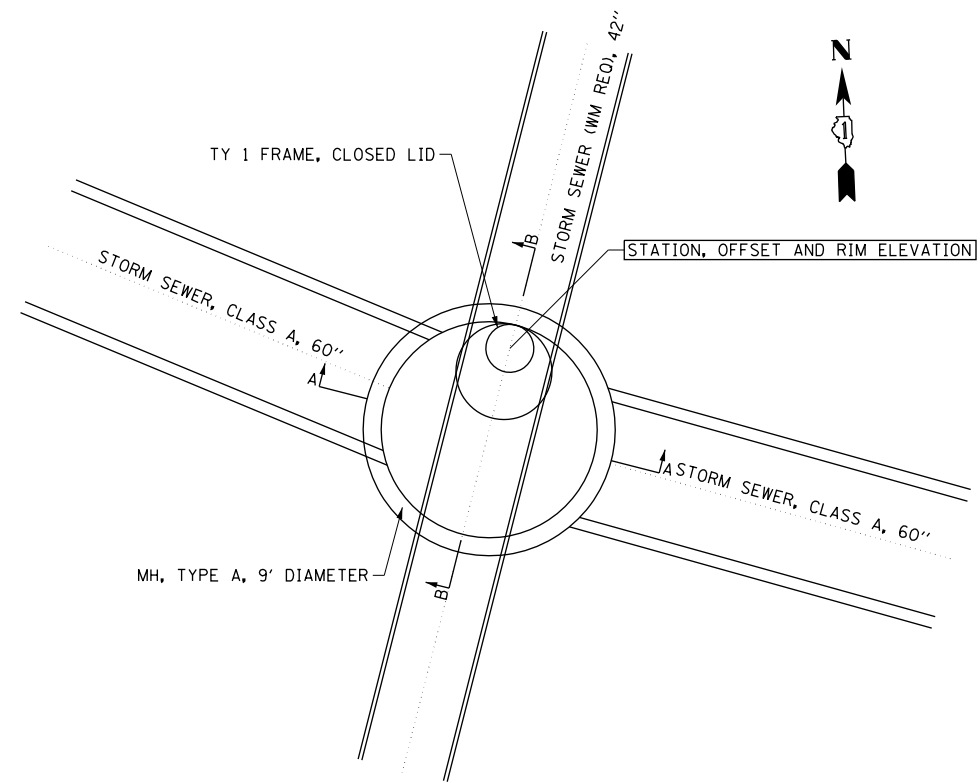 STORM SEWER (WM REQ), 42"
N
1
TY 1 FRAME, CLOSED LID
STATION, OFFSET AND RIM ELEVATION
B
STORM SEWER, CLASS A, 60"
A
A
STORM SEWER, CLASS A, 60"
MH, TYPE A, 9' DIAMETER
B